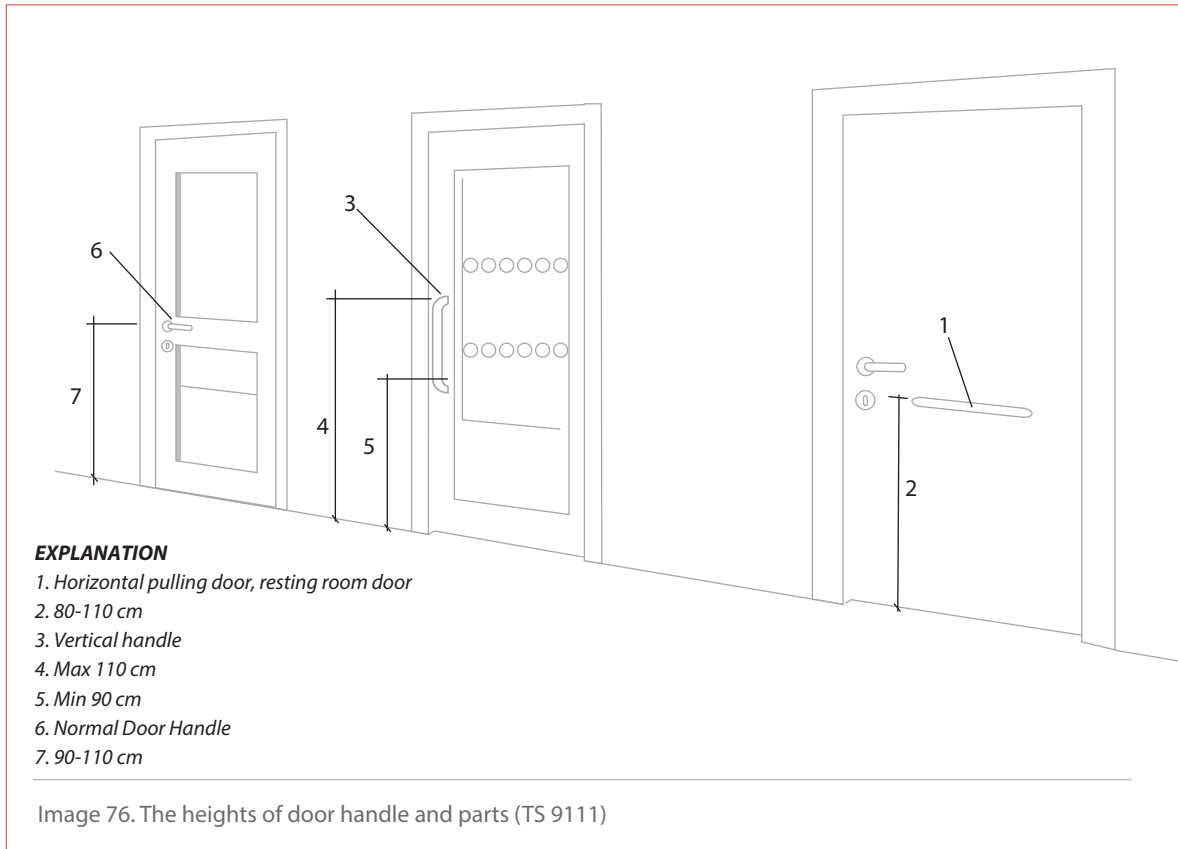 6
3
1
7
4
5
2
EXPLANATION
1. Horizontal pulling door, resting room door
2. 80-110 cm
3. Vertical handle
4. Max 110 cm
5. Min 90 cm
6. Normal Door Handle
7. 90-110 cm
Image 76. The heights of door handle and parts (TS 9111)